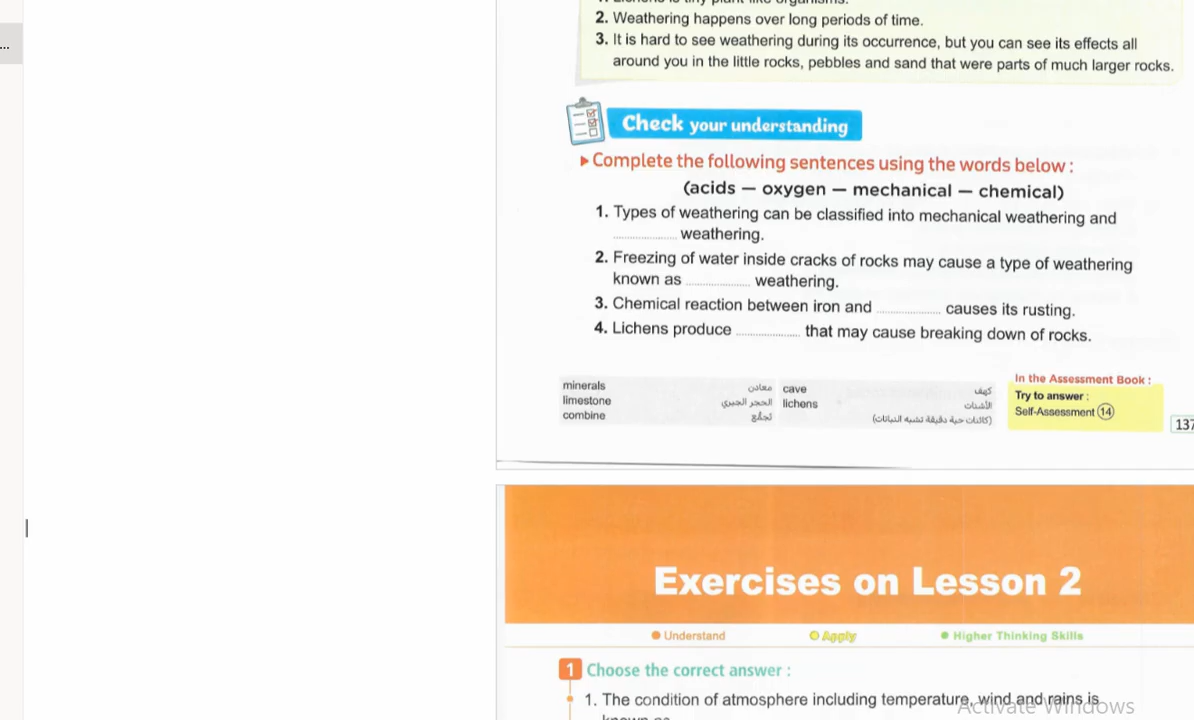 ...
2. Weathering happens over long periods of time.
3. It is hard to see weathering during its occurrence, but you can see its effects all
around you in the little rocks, pebbles and sand that were parts of much larger rocks.
Check your understanding
Complete the following sentences using the words below :
(acids — oxygen — mechanical — chemical)
1. Types of weathering can be classified into mechanical weathering and
.................... weathering.
2. Freezing of water inside cracks of rocks may cause a type of weathering
known as .................... weathering.
3. Chemical reaction between iron and .................... causes its rusting.
4. Lichens produce .................... that may cause breaking down of rocks.
minerals معادن
limestone الحجر الجيري
combine تجمّع
cave كهف
lichens الأشنات
(كائنات حية دقيقة تشبه النباتات)
In the Assessment Book :
Try to answer :
Self-Assessment 14
137
Exercises on Lesson 2
Understand Apply Higher Thinking Skills
1 Choose the correct answer :
1. The condition of atmosphere including temperature, wind and rains is
Activate Windows